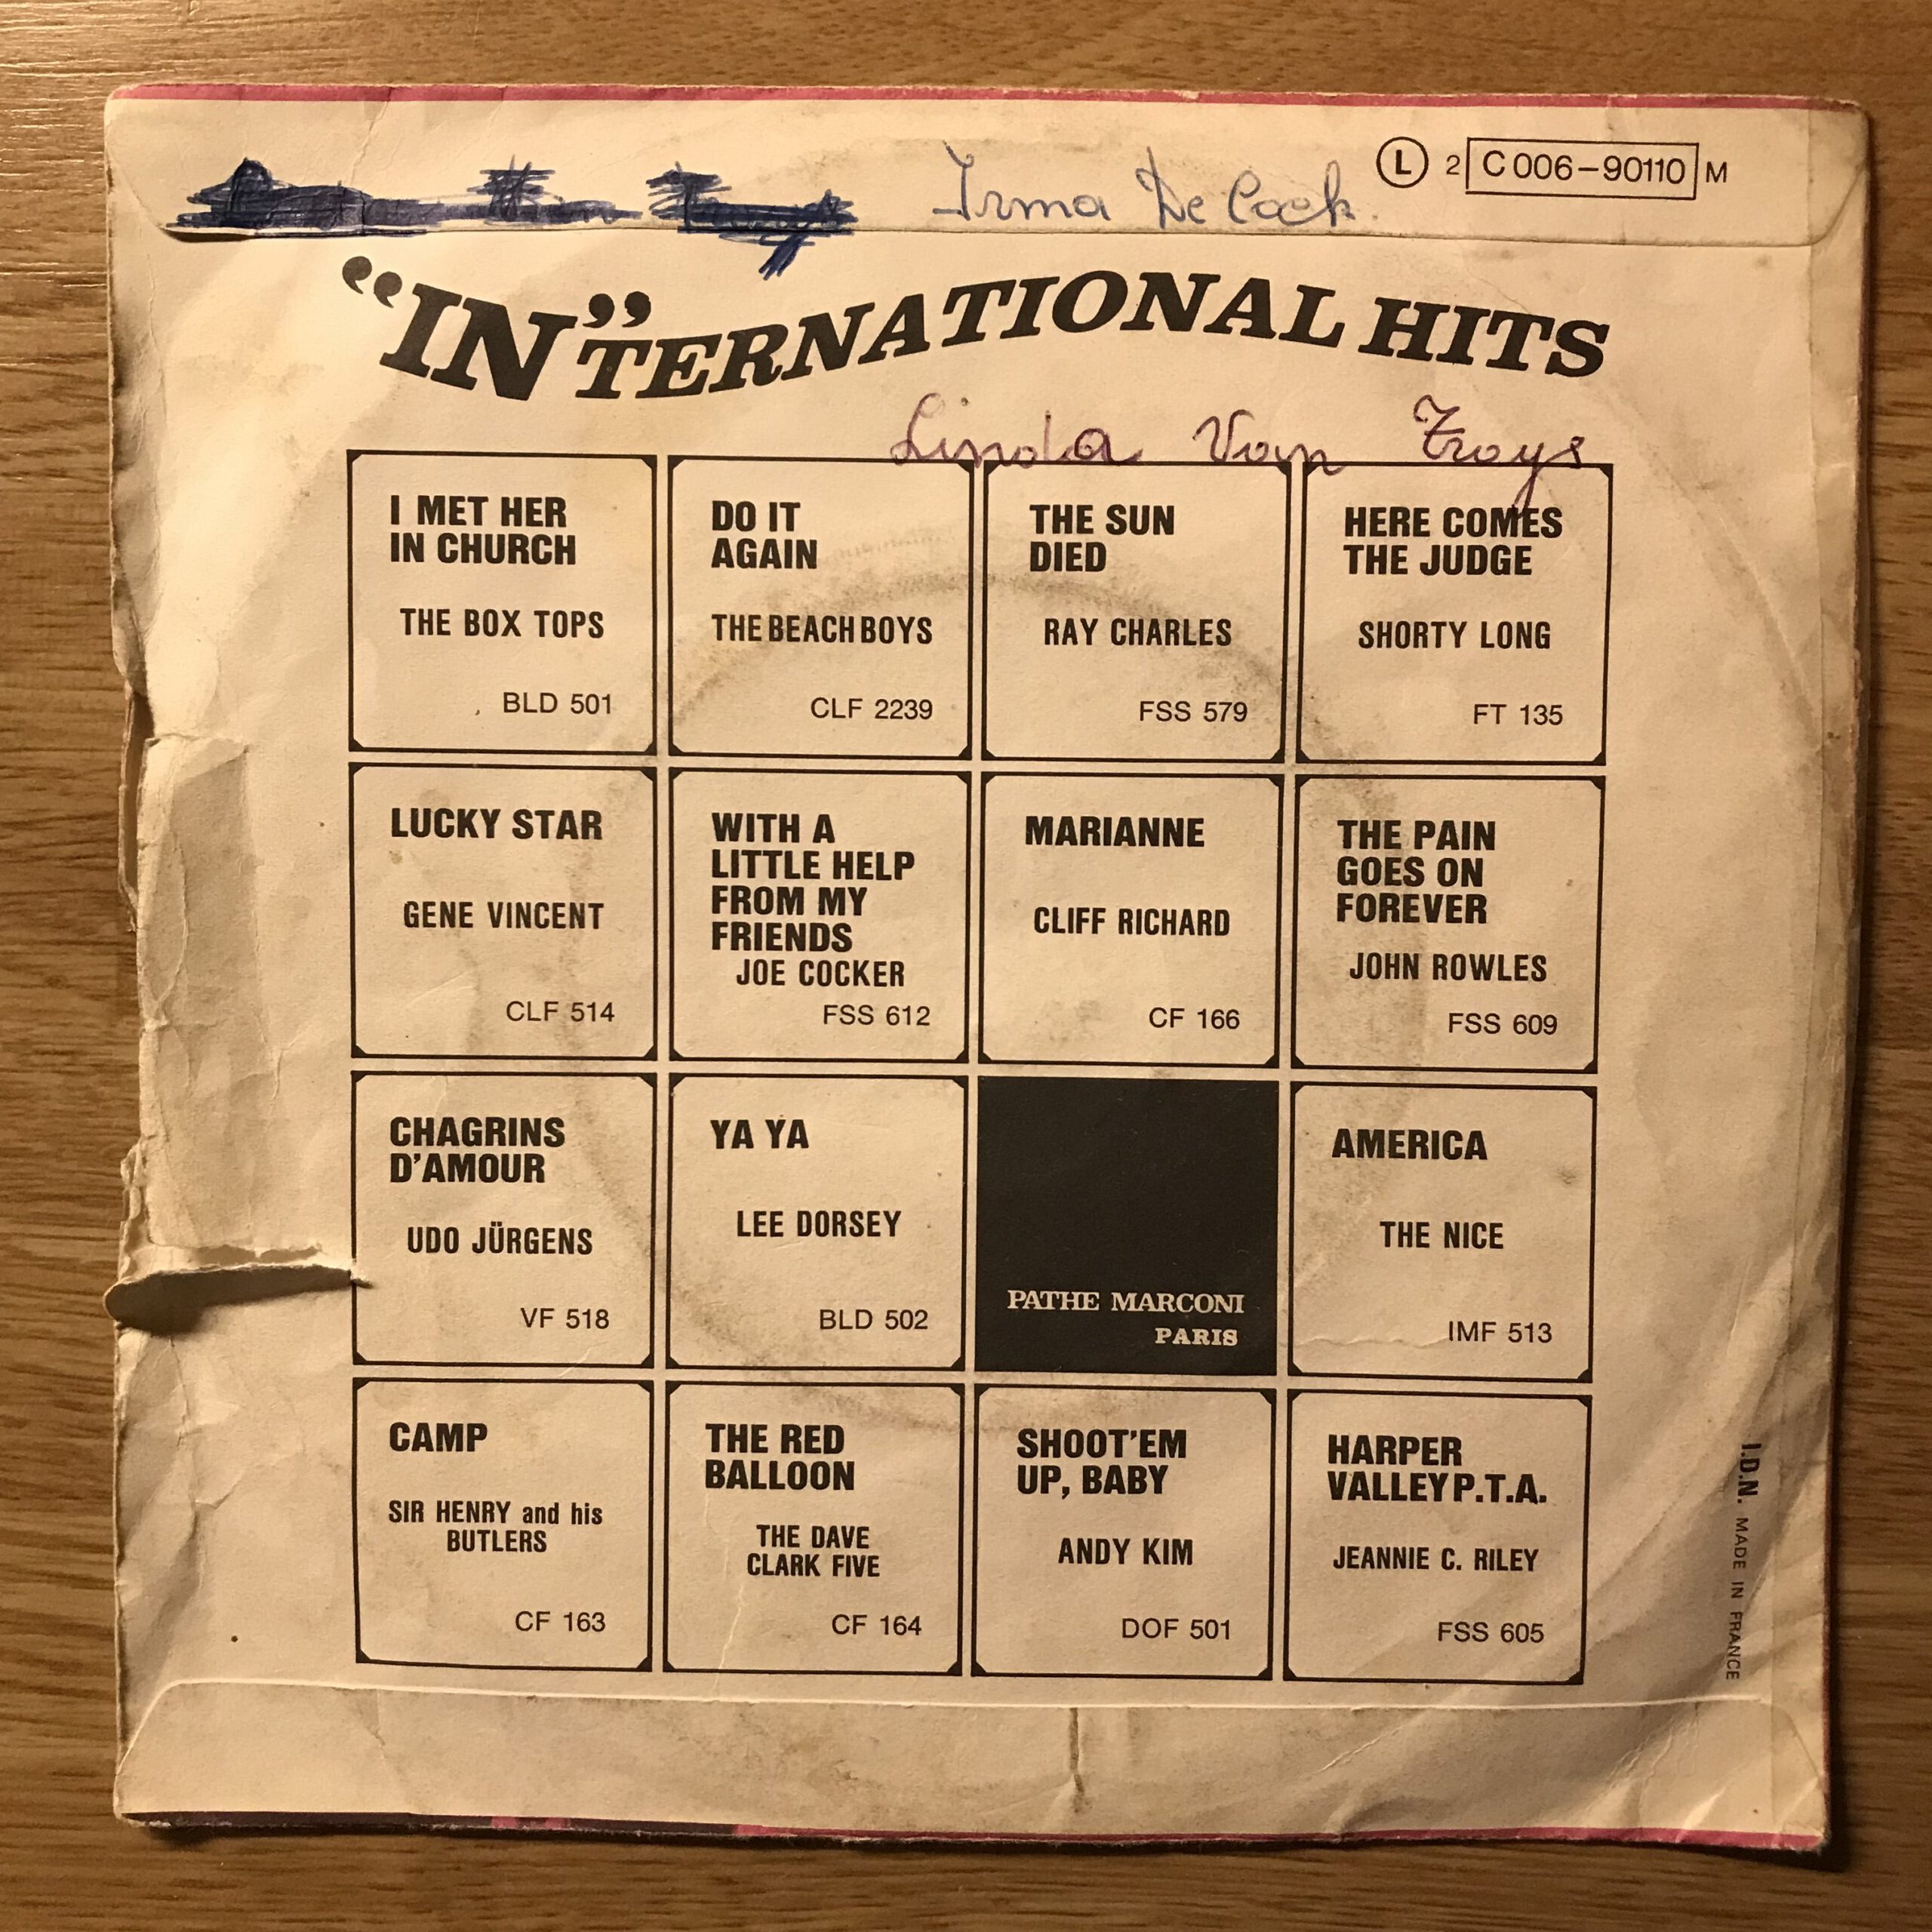 Irma De Cock.
L 2 C 006-90110 M
“IN”TERNATIONAL HITS
Linda Van Troys
I MET HER
IN CHURCH
THE BOX TOPS
BLD 501
DO IT
AGAIN
THE BEACH BOYS
CLF 2239
THE SUN
DIED
RAY CHARLES
FSS 579
HERE COMES
THE JUDGE
SHORTY LONG
FT 135
LUCKY STAR
GENE VINCENT
CLF 514
WITH A
LITTLE HELP
FROM MY
FRIENDS
JOE COCKER
FSS 612
MARIANNE
CLIFF RICHARD
CF 166
THE PAIN
GOES ON
FOREVER
JOHN ROWLES
FSS 609
CHAGRINS
D'AMOUR
UDO JÜRGENS
VF 518
YA YA
LEE DORSEY
BLD 502
PATHE MARCONI
PARIS
AMERICA
THE NICE
IMF 513
CAMP
SIR HENRY and his
BUTLERS
CF 163
THE RED
BALLOON
THE DAVE
CLARK FIVE
CF 164
SHOOT'EM
UP, BABY
ANDY KIM
DOF 501
HARPER
VALLEY P.T.A.
JEANNIE C. RILEY
FSS 605
I.D.N. MADE IN FRANCE